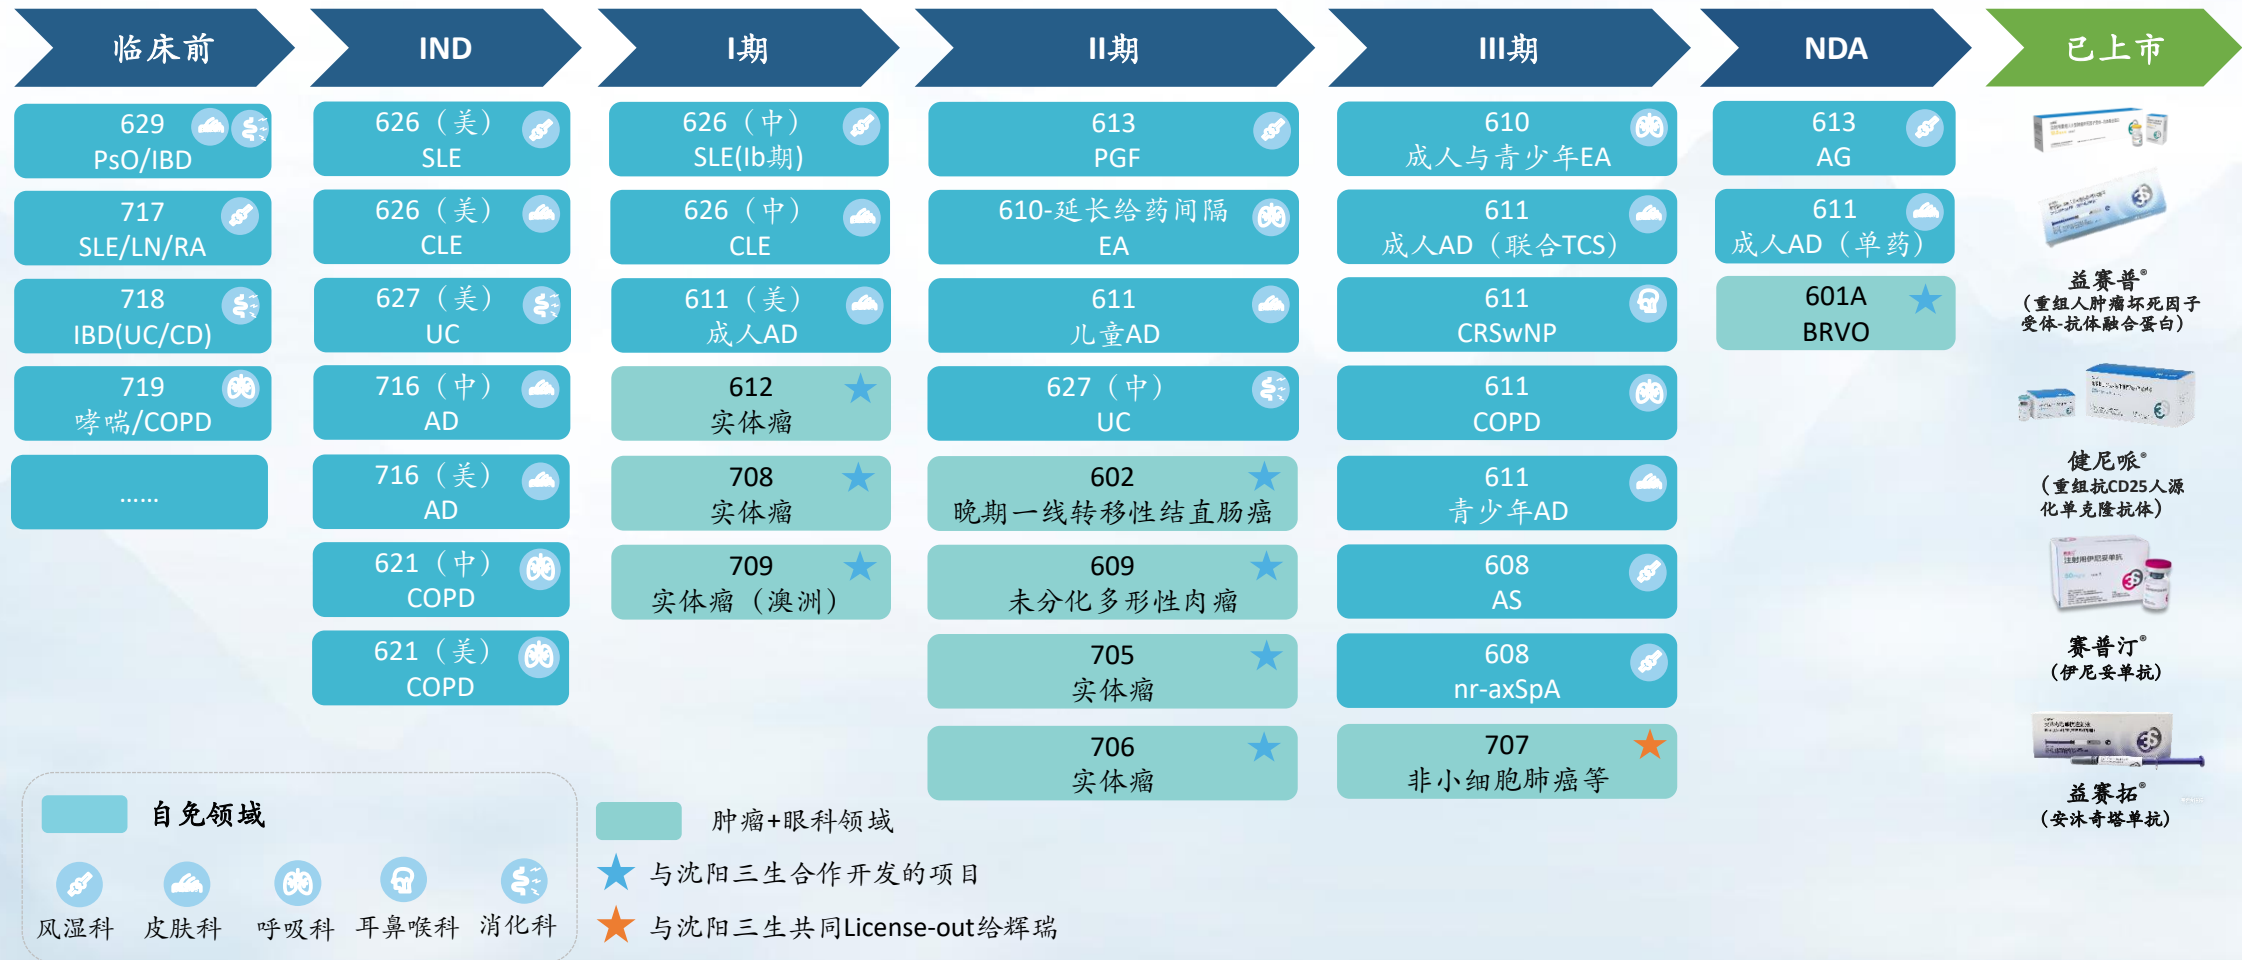 临床前
IND
I期
II期
III期
NDA
已上市
629
PsO/IBD
717
SLE/LN/RA
718
IBD(UC/CD)
719
哮喘/COPD
......
626（美）
SLE
626（美）
CLE
627（美）
UC
716（中）
AD
716（美）
AD
621（中）
COPD
621（美）
COPD
626（中）
SLE(Ib期)
626（中）
CLE
611（美）
成人AD
612
实体瘤
708
实体瘤
709
实体瘤（澳洲）
613
PGF
610-延长给药间隔
EA
611
儿童AD
627（中）
UC
602
晚期一线转移性结直肠癌
609
未分化多形性肉瘤
705
实体瘤
706
实体瘤
610
成人与青少年EA
611
成人AD（联合TCS）
611
CRSwNP
611
COPD
611
青少年AD
608
AS
608
nr-axSpA
707
非小细胞肺癌等
613
AG
611
成人AD（单药）
601A
BRVO
益赛普®
（重组人肿瘤坏死因子
受体-抗体融合蛋白）
健尼哌®
（重组抗CD25人源
化单克隆抗体）
注射用伊尼妥单抗
赛普汀®
（伊尼妥单抗）
益赛拓®
（安沐奇塔单抗）
自免领域
风湿科
皮肤科
呼吸科
耳鼻喉科
消化科
肿瘤+眼科领域
与沈阳三生合作开发的项目
与沈阳三生共同License-out给辉瑞